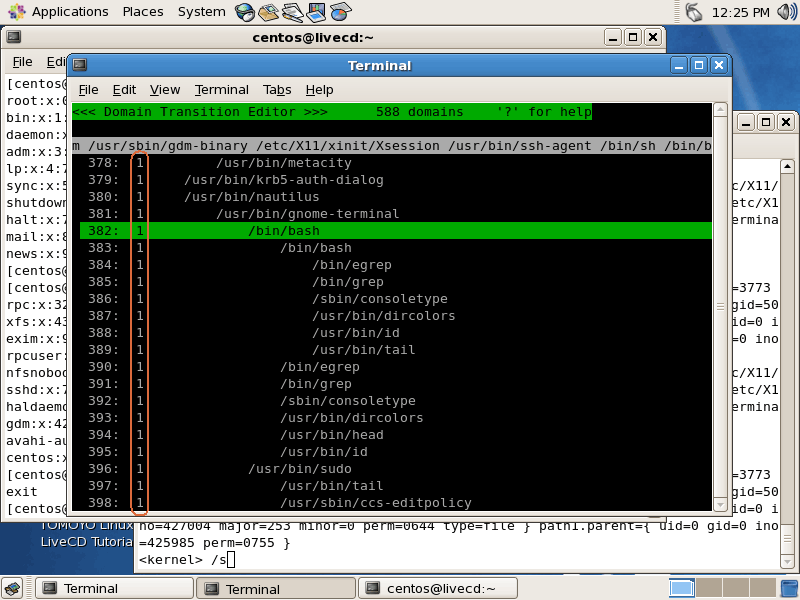 Applications Places System 12:25 PM
centos@livecd:~
File Edi
[centos@
root:x:0
bin:x:1:
daemon:x
adm:x:3:
lp:x:4:7
sync:x:5
shutdown
halt:x:7
mail:x:8
news:x:9
[centos@
[centos@
rpc:x:32
xfs:x:43
exim:x:9
rpcuser:
nfsnobod
sshd:x:7
haldaemo
gdm:x:42
avahi-au
centos:x
[centos@
exit
[centos@
Terminal
File Edit View Terminal Tabs Help
<<< Domain Transition Editor >>> 588 domains '?' for help
m /usr/sbin/gdm-binary /etc/X11/xinit/Xsession /usr/bin/ssh-agent /bin/sh /bin/b
378: 1 /usr/bin/metacity
379: 1 /usr/bin/krb5-auth-dialog
380: 1 /usr/bin/nautilus
381: 1 /usr/bin/gnome-terminal
382: 1 /bin/bash
383: 1 /bin/bash
384: 1 /bin/egrep
385: 1 /bin/grep
386: 1 /sbin/consoletype
387: 1 /usr/bin/dircolors
388: 1 /usr/bin/id
389: 1 /usr/bin/tail
390: 1 /bin/egrep
391: 1 /bin/grep
392: 1 /sbin/consoletype
393: 1 /usr/bin/dircolors
394: 1 /usr/bin/head
395: 1 /usr/bin/id
396: 1 /usr/bin/sudo
397: 1 /usr/bin/tail
398: 1 /usr/sbin/ccs-editpolicy
tc/X11/
etc/X1
ermina
=3773
gid=50
id=0 i
0 ino
tc/X11/
etc/X1
ermina
=3773
gid=50
id=0 i
TOMOYO Linux
LiveCD Tutoria
no=427004 major=253 minor=0 perm=0644 type=file } path1.parent={ uid=0 gid=0 ino
=425985 perm=0755 }
<kernel> /s
Terminal
Terminal
centos@livecd:~